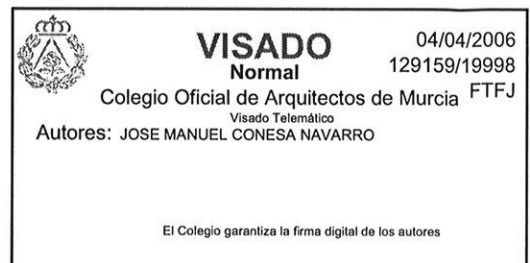 VISADO
04/04/2006
Normal
129159/19998
Colegio Oficial de Arquitectos de Murcia
FTFJ
Visado Telemático
Autores: JOSE MANUEL CONESA NAVARRO
El Colegio garantiza la firma digital de los autores